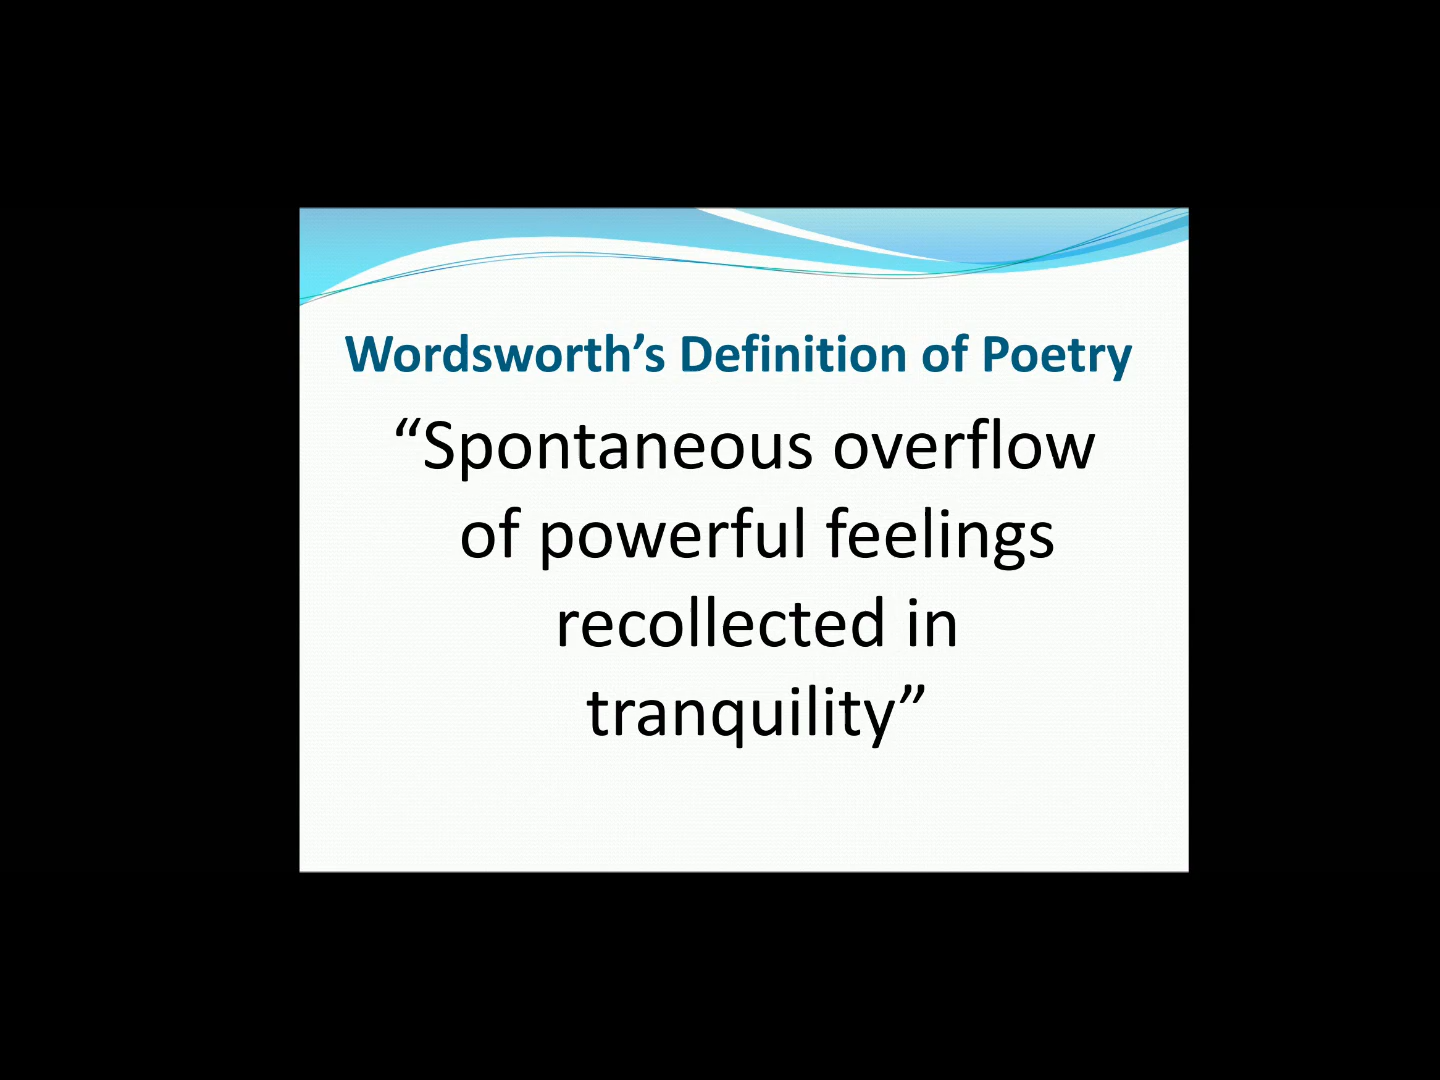 Wordsworth’s Definition of Poetry
“Spontaneous overflow
of powerful feelings
recollected in
tranquility”